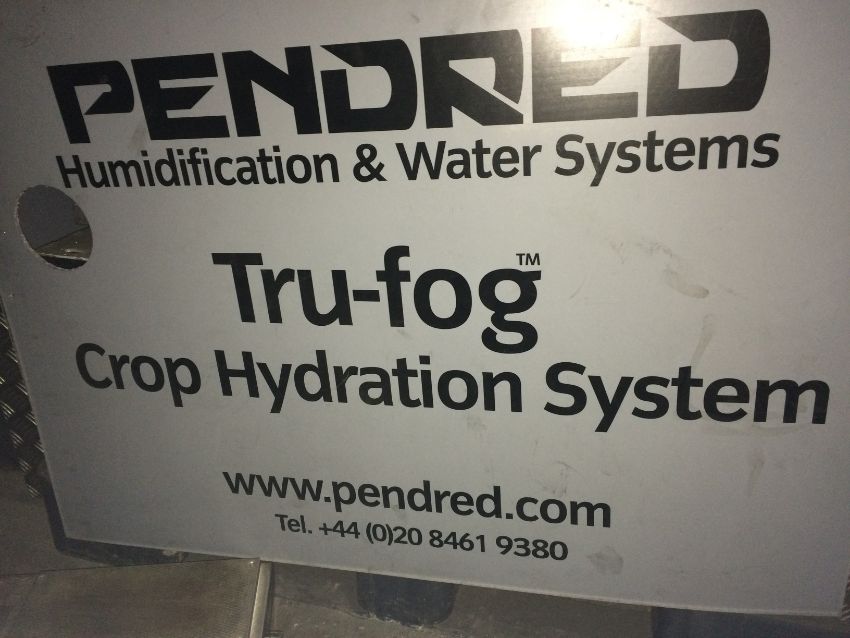 PENDRED
Humidification & Water Systems
Tru-fog™
Crop Hydration System
www.pendred.com
Tel. +44 (0)20 8461 9380